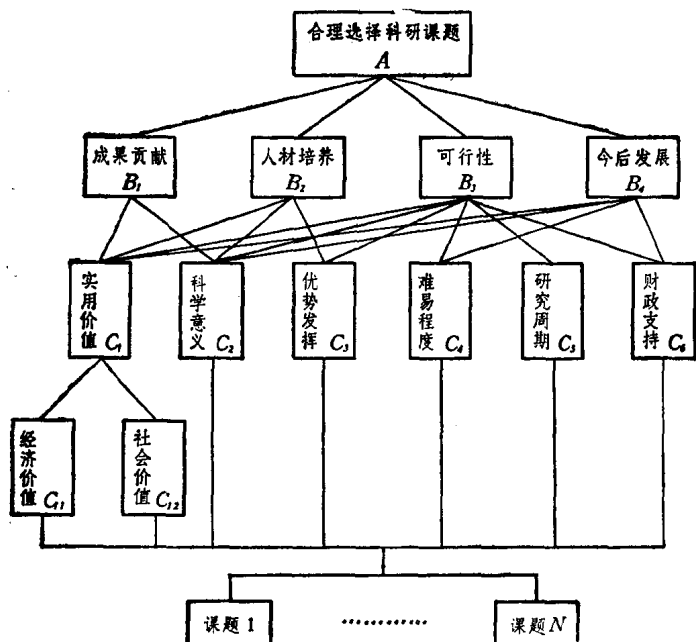 合理选择科研课题
A
成果贡献
B₁
人材培养
B₂
可行性
B₃
今后发展
B₄
实用价值 C₁
科学意义 C₂
优势发挥 C₃
难易程度 C₄
研究周期 C₅
财政支持 C₆
经济价值 C₁₁
社会价值 C₁₂
课题1
…………
课题N